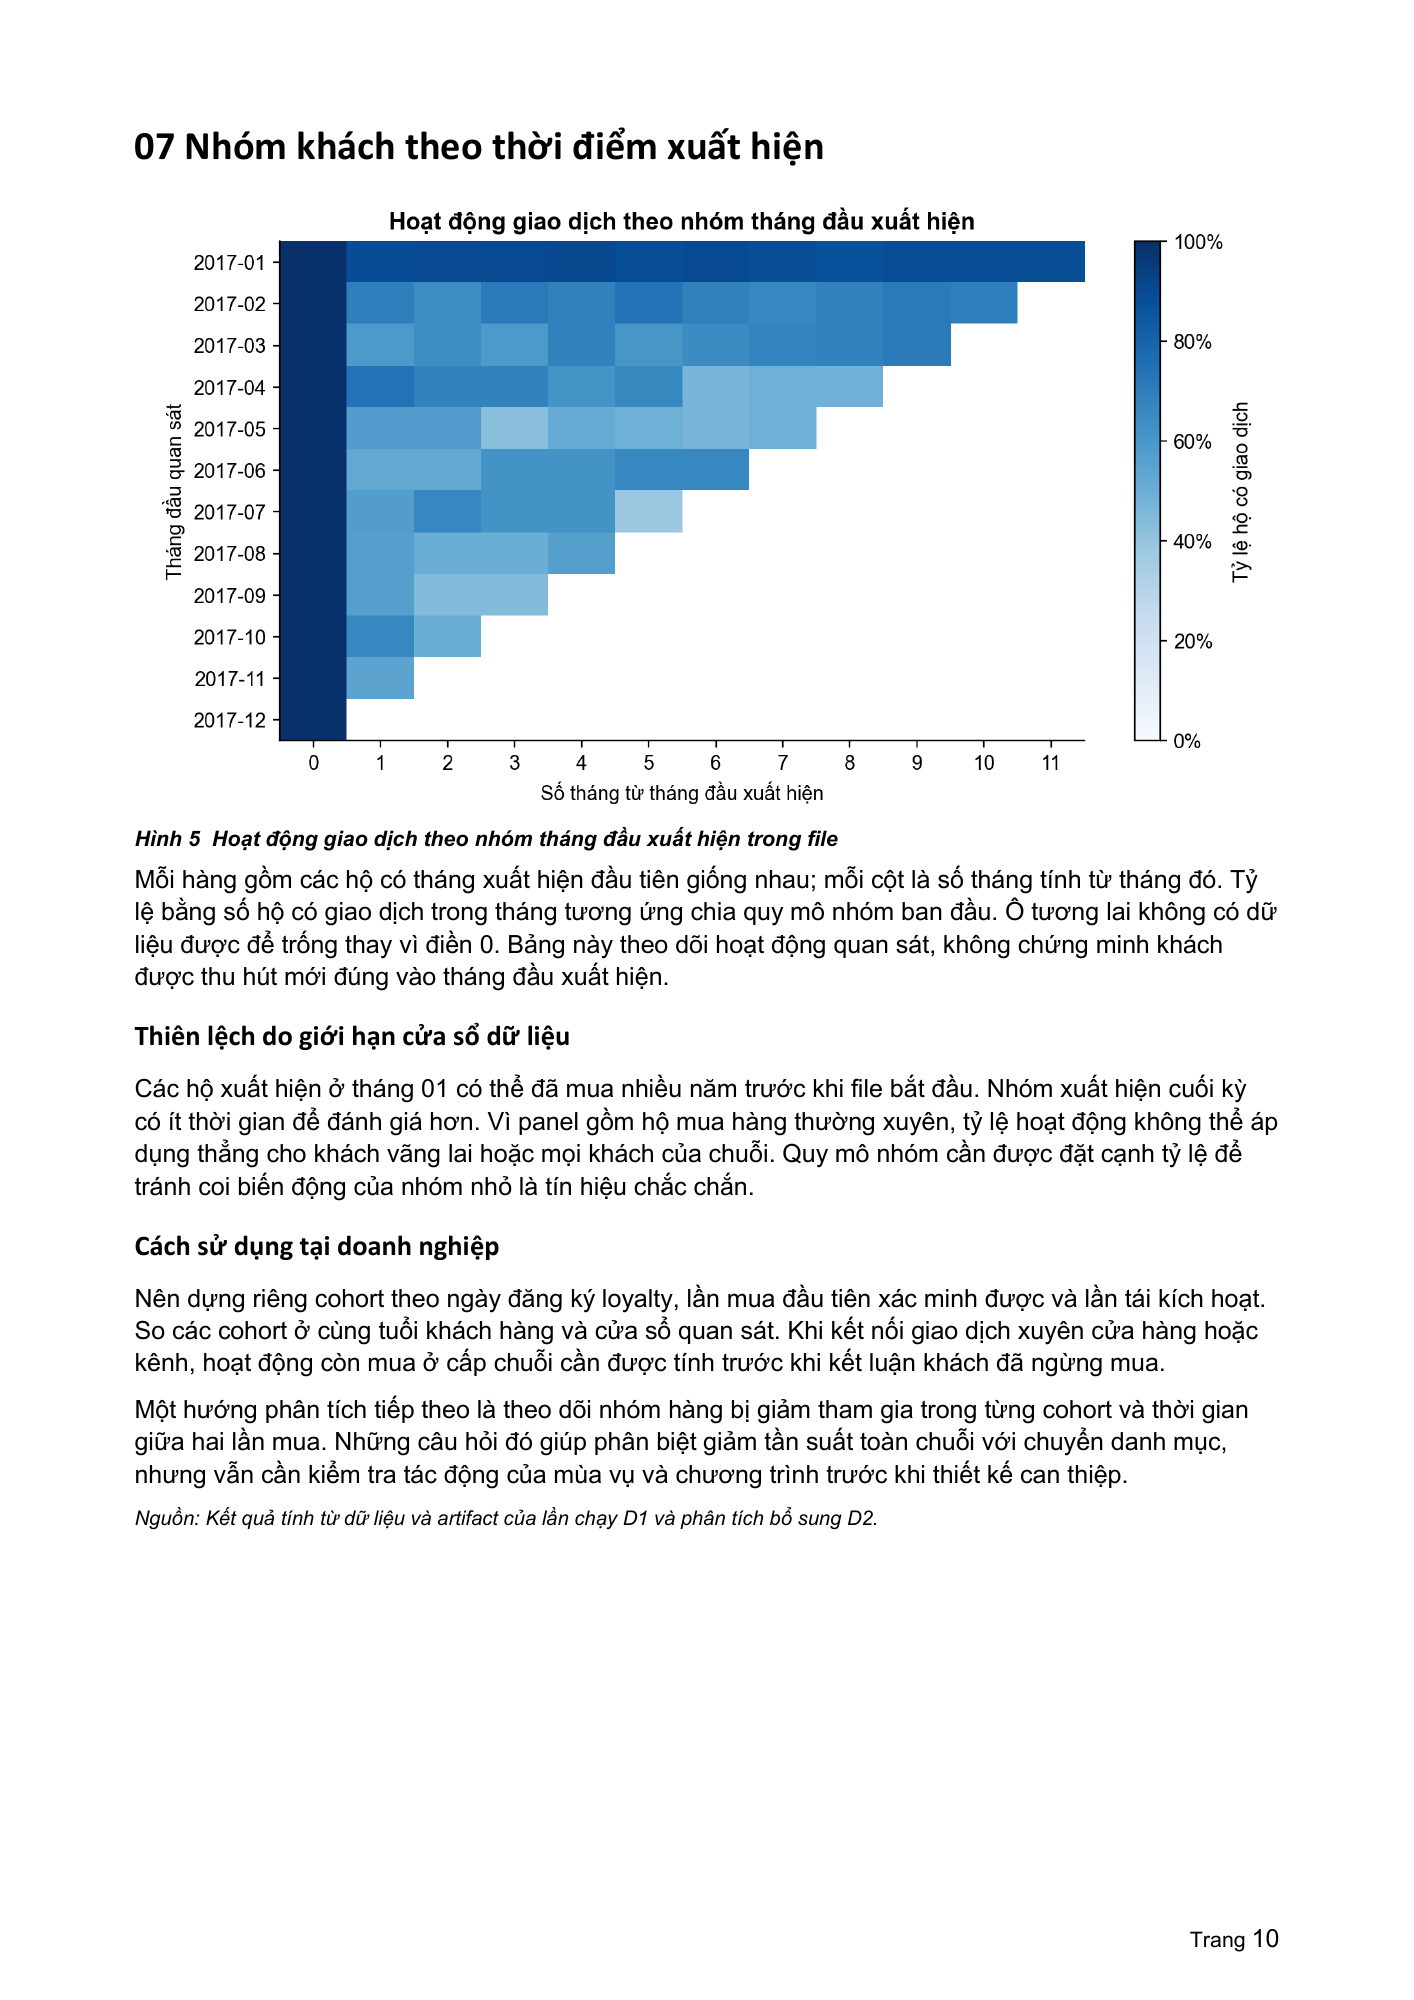 07 Nhóm khách theo thời điểm xuất hiện
Hoạt động giao dịch theo nhóm tháng đầu xuất hiện
Tháng đầu quan sát
2017-01
2017-02
2017-03
2017-04
2017-05
2017-06
2017-07
2017-08
2017-09
2017-10
2017-11
2017-12
0 1 2 3 4 5 6 7 8 9 10 11
Số tháng từ tháng đầu xuất hiện
100%
80%
60%
40%
20%
0%
Tỷ lệ hộ có giao dịch
Hình 5 Hoạt động giao dịch theo nhóm tháng đầu xuất hiện trong file
Mỗi hàng gồm các hộ có tháng xuất hiện đầu tiên giống nhau; mỗi cột là số tháng tính từ tháng đó. Tỷ
lệ bằng số hộ có giao dịch trong tháng tương ứng chia quy mô nhóm ban đầu. Ô tương lai không có dữ
liệu được để trống thay vì điền 0. Bảng này theo dõi hoạt động quan sát, không chứng minh khách
được thu hút mới đúng vào tháng đầu xuất hiện.
Thiên lệch do giới hạn cửa sổ dữ liệu
Các hộ xuất hiện ở tháng 01 có thể đã mua nhiều năm trước khi file bắt đầu. Nhóm xuất hiện cuối kỳ
có ít thời gian để đánh giá hơn. Vì panel gồm hộ mua hàng thường xuyên, tỷ lệ hoạt động không thể áp
dụng thẳng cho khách vãng lai hoặc mọi khách của chuỗi. Quy mô nhóm cần được đặt cạnh tỷ lệ để
tránh coi biến động của nhóm nhỏ là tín hiệu chắc chắn.
Cách sử dụng tại doanh nghiệp
Nên dựng riêng cohort theo ngày đăng ký loyalty, lần mua đầu tiên xác minh được và lần tái kích hoạt.
So các cohort ở cùng tuổi khách hàng và cửa sổ quan sát. Khi kết nối giao dịch xuyên cửa hàng hoặc
kênh, hoạt động còn mua ở cấp chuỗi cần được tính trước khi kết luận khách đã ngừng mua.
Một hướng phân tích tiếp theo là theo dõi nhóm hàng bị giảm tham gia trong từng cohort và thời gian
giữa hai lần mua. Những câu hỏi đó giúp phân biệt giảm tần suất toàn chuỗi với chuyển danh mục,
nhưng vẫn cần kiểm tra tác động của mùa vụ và chương trình trước khi thiết kế can thiệp.
Nguồn: Kết quả tính từ dữ liệu và artifact của lần chạy D1 và phân tích bổ sung D2.
Trang 10